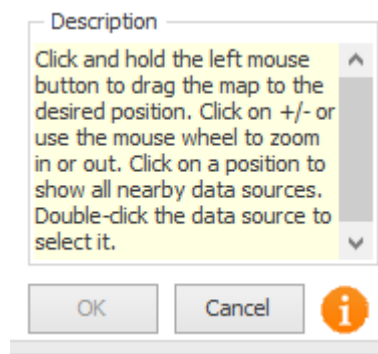 Description
Click and hold the left mouse
button to drag the map to the
desired position. Click on +/- or
use the mouse wheel to zoom
in or out. Click on a position to
show all nearby data sources.
Double-click the data source to
select it.
OK
Cancel
i